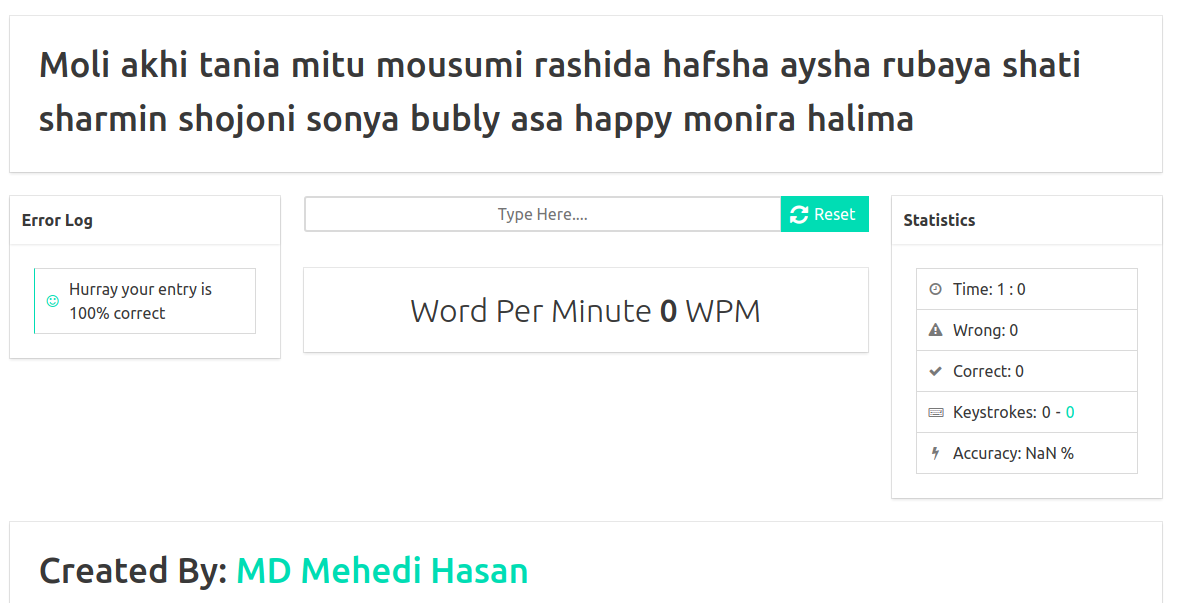 Moli akhi tania mitu mousumi rashida hafsha aysha rubaya shati
sharmin shojoni sonya bubly asa happy monira halima
Error Log
Hurray your entry is
100% correct
Type Here....
Reset
Word Per Minute 0 WPM
Statistics
Time: 1 : 0
Wrong: 0
Correct: 0
Keystrokes: 0 - 0
Accuracy: NaN %
Created By: MD Mehedi Hasan